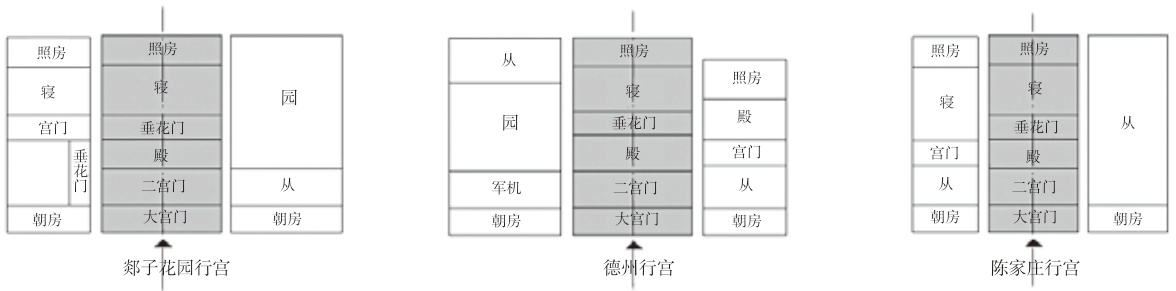 照房
寝
宫门
垂花门
朝房
照房
寝
垂花门
殿
二宫门
大宫门
园
从
朝房
郯子花园行宫
从
园
军机
朝房
照房
寝
垂花门
殿
二宫门
大宫门
照房
殿
宫门
从
朝房
德州行宫
照房
寝
宫门
从
朝房
照房
寝
垂花门
殿
二宫门
大宫门
从
朝房
陈家庄行宫